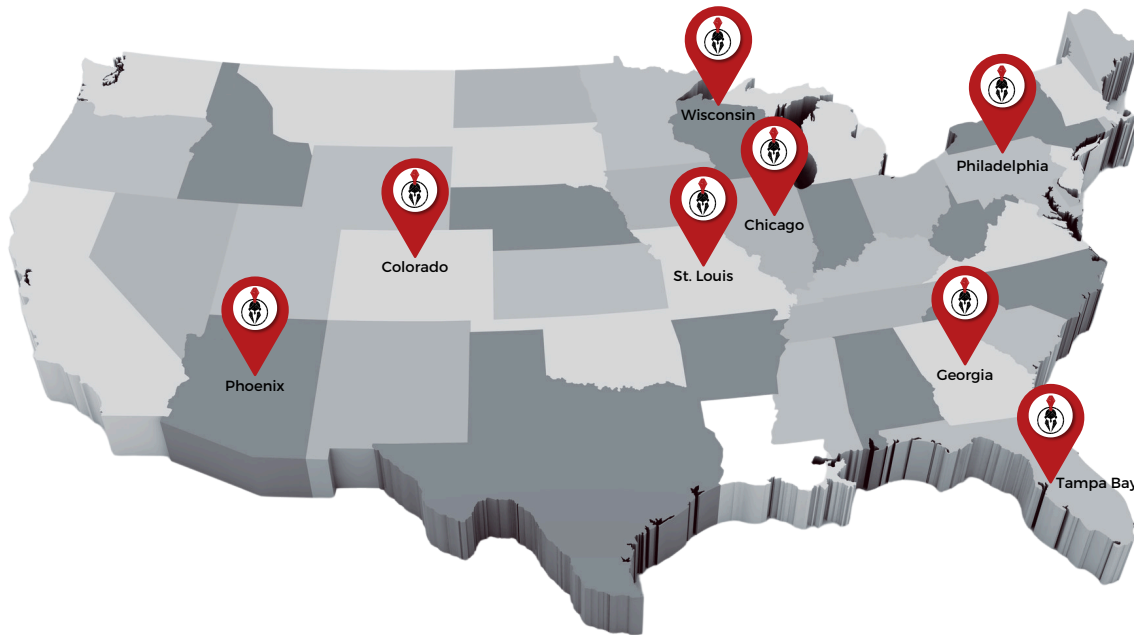 Wisconsin
Philadelphia
Chicago
Colorado
St. Louis
Georgia
Phoenix
Tampa Bay